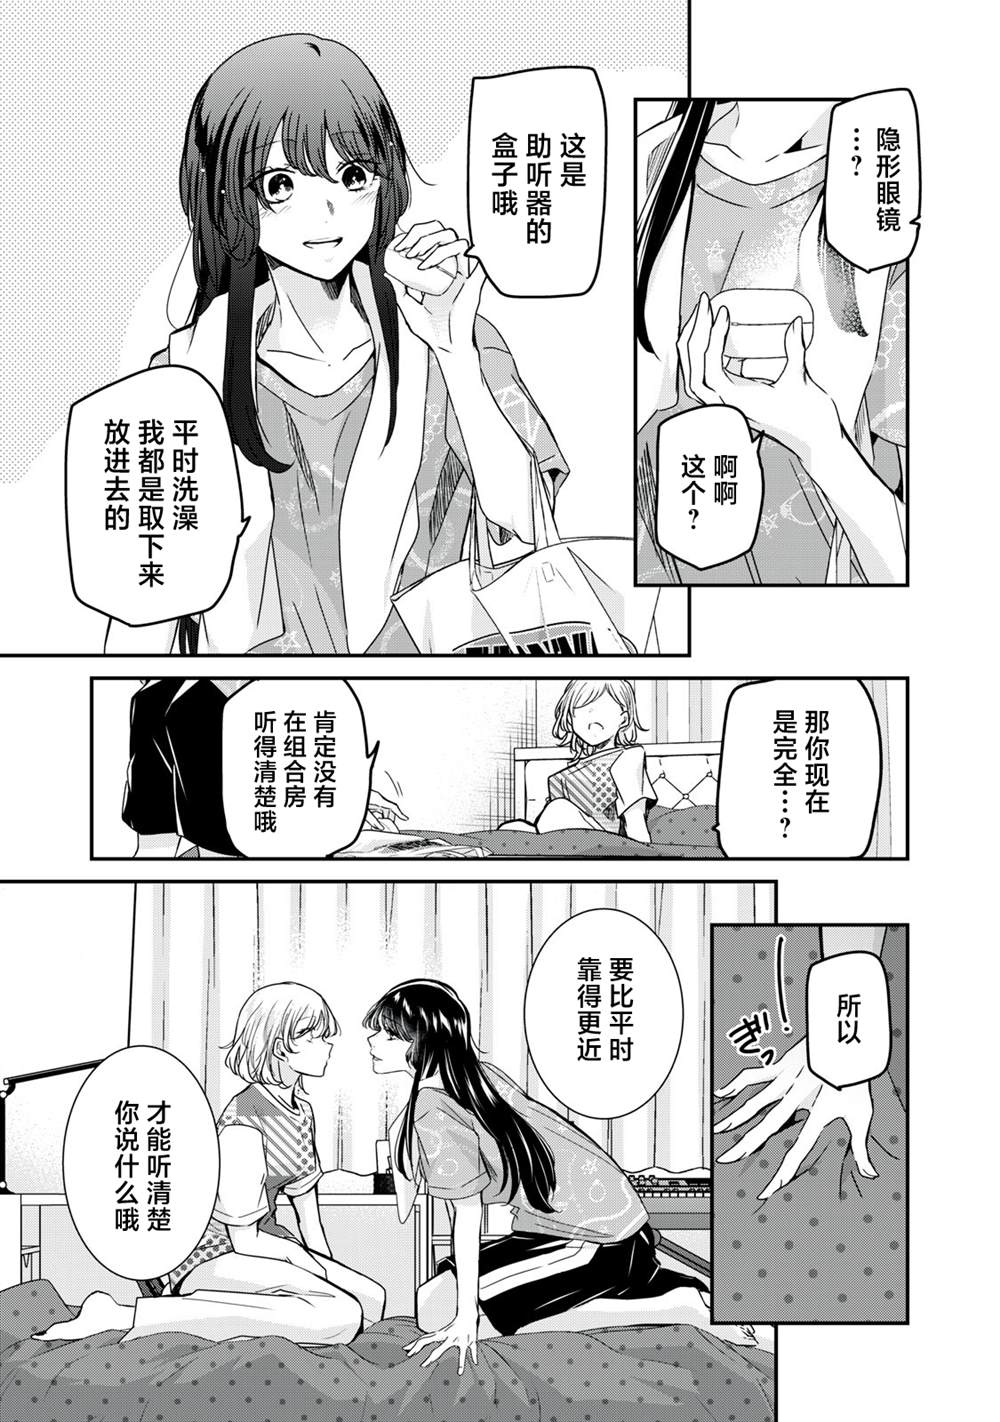 隐形眼镜
…?
啊啊
这个?
这是
助听器的
盒子哦
平时洗澡
我都是取下来
放进去的
那你现在
是完全…?
肯定没有
在组合房
听得清楚哦
所以
ぎっ
要比平时
靠得更近
才能听清楚
你说什么哦